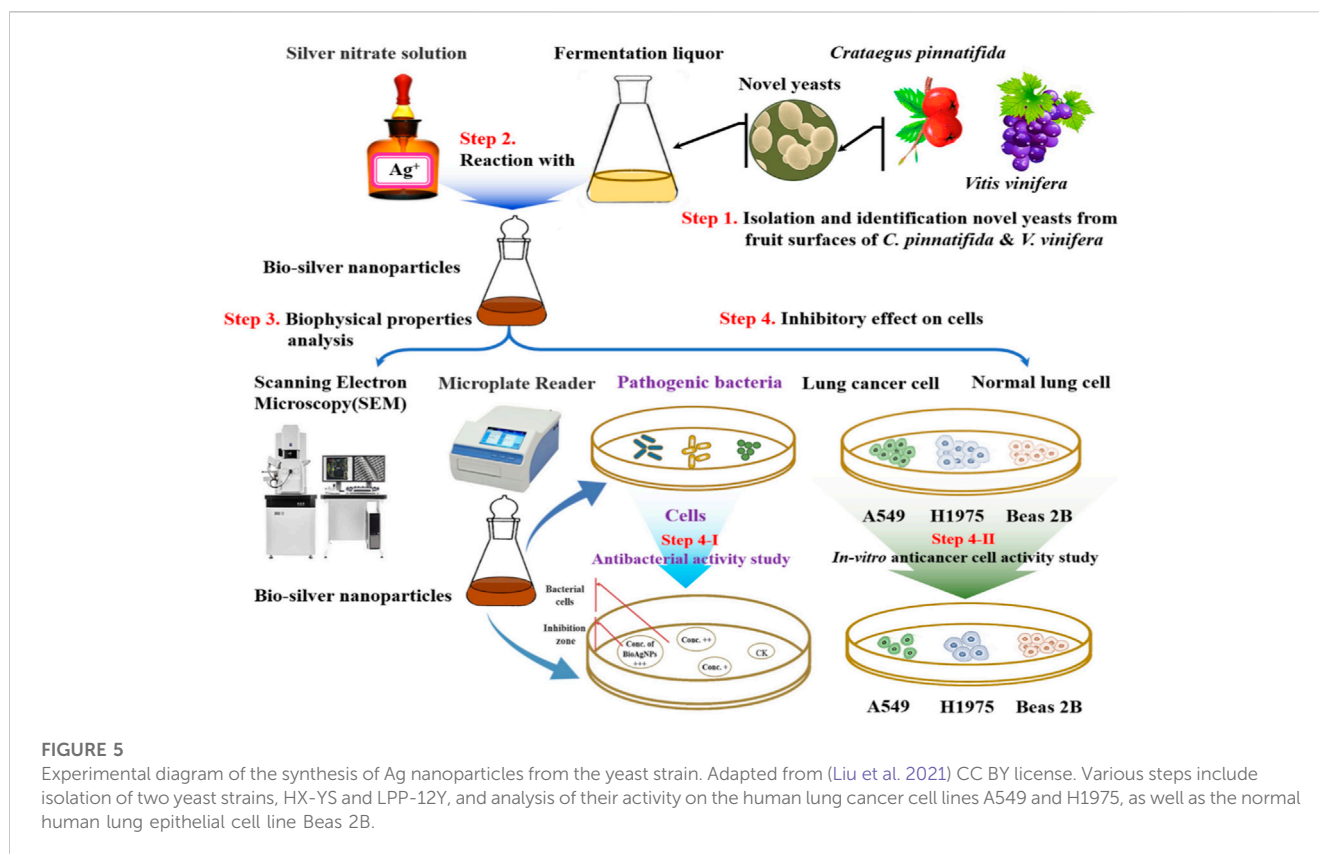 Silver nitrate solution
Fermentation liquor
Crataegus pinnatifida
Novel yeasts
Ag⁺
Step 2.
Reaction with
Vitis vinifera
Step 1. Isolation and identification novel yeasts from
fruit surfaces of C. pinnatifida & V. vinifera
Bio-silver nanoparticles
Step 3. Biophysical properties
analysis
Step 4. Inhibitory effect on cells
Scanning Electron
Microscopy(SEM)
Microplate Reader
Pathogenic bacteria
Lung cancer cell
Normal lung cell
Cells
Step 4-I
Antibacterial activity study
A549 H1975 Beas 2B
Step 4-II
In-vitro anticancer cell activity study
Bio-silver nanoparticles
Bacterial
cells
Inhibition
zone
Conc. of
BioAgNPs
+++
Conc. ++
Conc. +
CK
A549 H1975 Beas 2B
FIGURE 5
Experimental diagram of the synthesis of Ag nanoparticles from the yeast strain. Adapted from (Liu et al. 2021) CC BY license. Various steps include
isolation of two yeast strains, HX-YS and LPP-12Y, and analysis of their activity on the human lung cancer cell lines A549 and H1975, as well as the normal
human lung epithelial cell line Beas 2B.